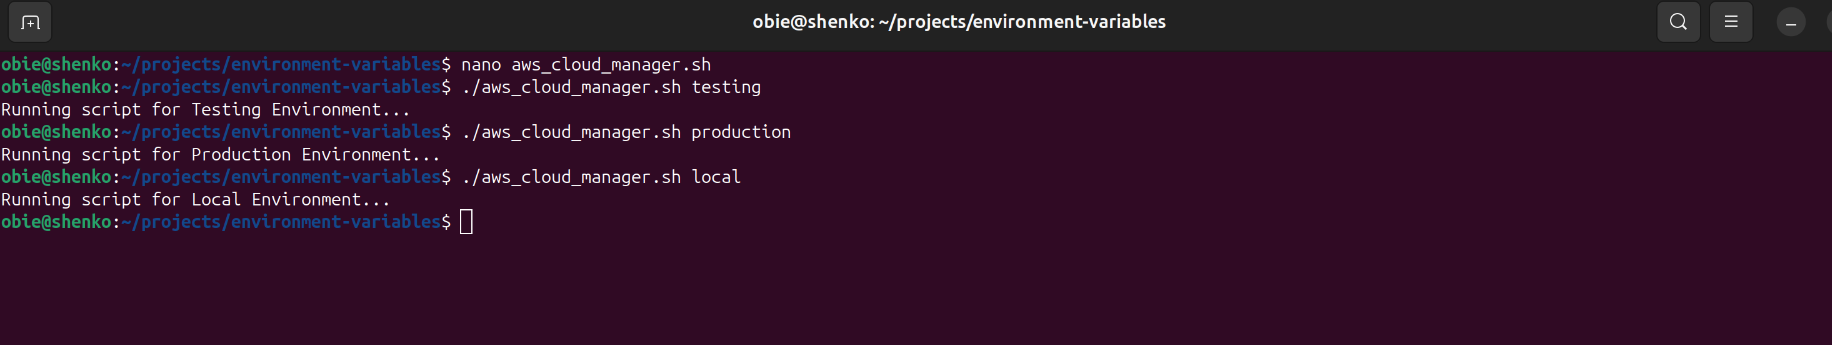 obie@shenko: ~/projects/environment-variables
obie@shenko:~/projects/environment-variables$ nano aws_cloud_manager.sh
obie@shenko:~/projects/environment-variables$ ./aws_cloud_manager.sh testing
Running script for Testing Environment...
obie@shenko:~/projects/environment-variables$ ./aws_cloud_manager.sh production
Running script for Production Environment...
obie@shenko:~/projects/environment-variables$ ./aws_cloud_manager.sh local
Running script for Local Environment...
obie@shenko:~/projects/environment-variables$